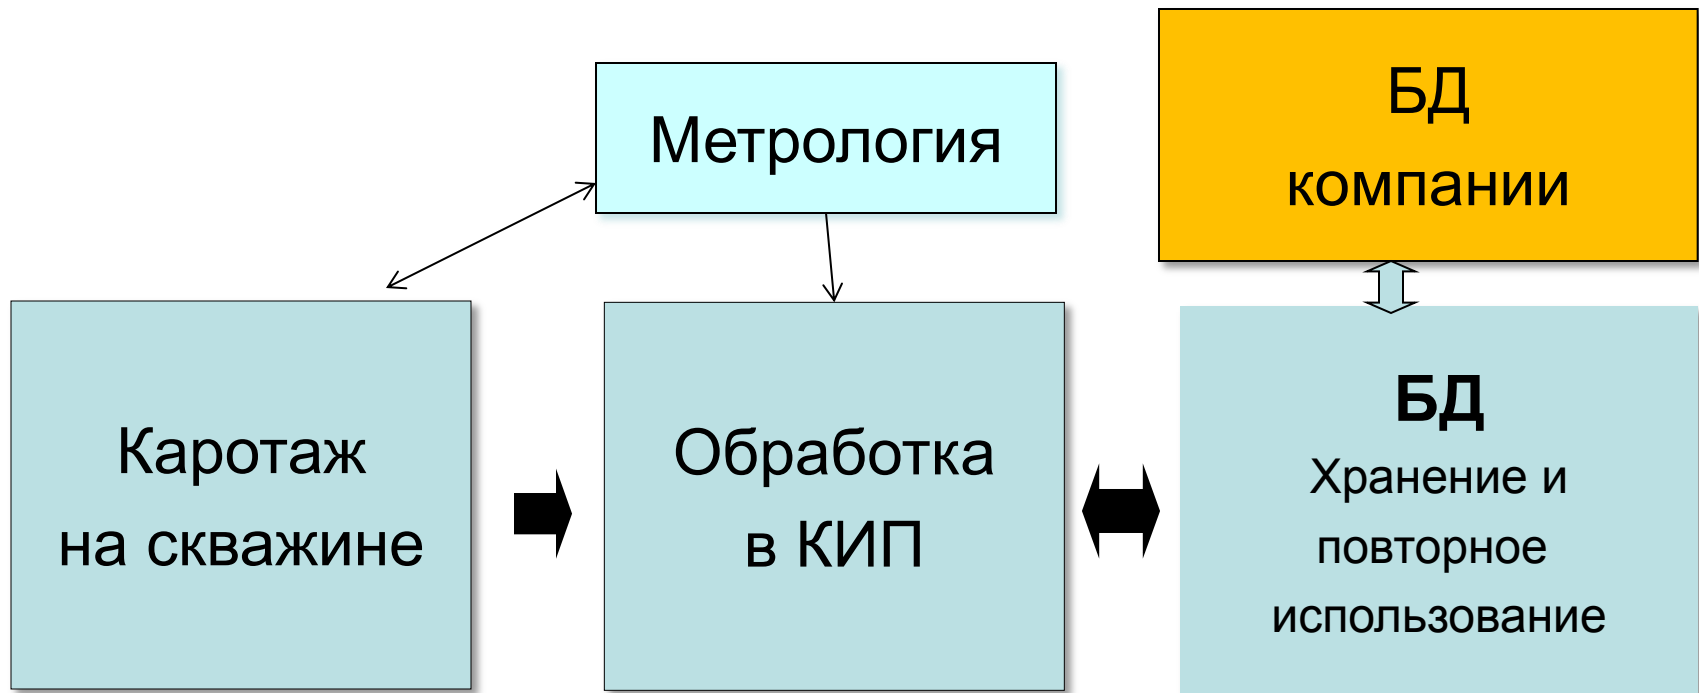 Метрология
БД
компании
Каротаж
на скважине
Обработка
в КИП
БД
Хранение и
повторное
использование